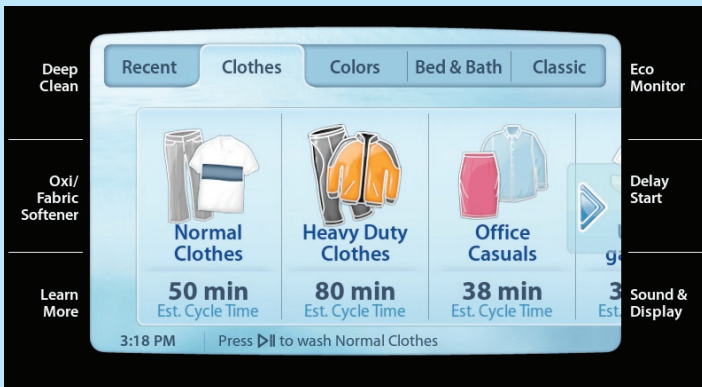 Deep
Clean
Oxi/
Fabric
Softener
Learn
More
Recent
Clothes
Colors
Bed & Bath
Classic
Normal
Clothes
50 min
Est. Cycle Time
Heavy Duty
Clothes
80 min
Est. Cycle Time
Office
Casuals
38 min
Est. Cycle Time
3
Est.
3:18 PM
Press to wash Normal Clothes
Eco
Monitor
Delay
Start
Sound &
Display